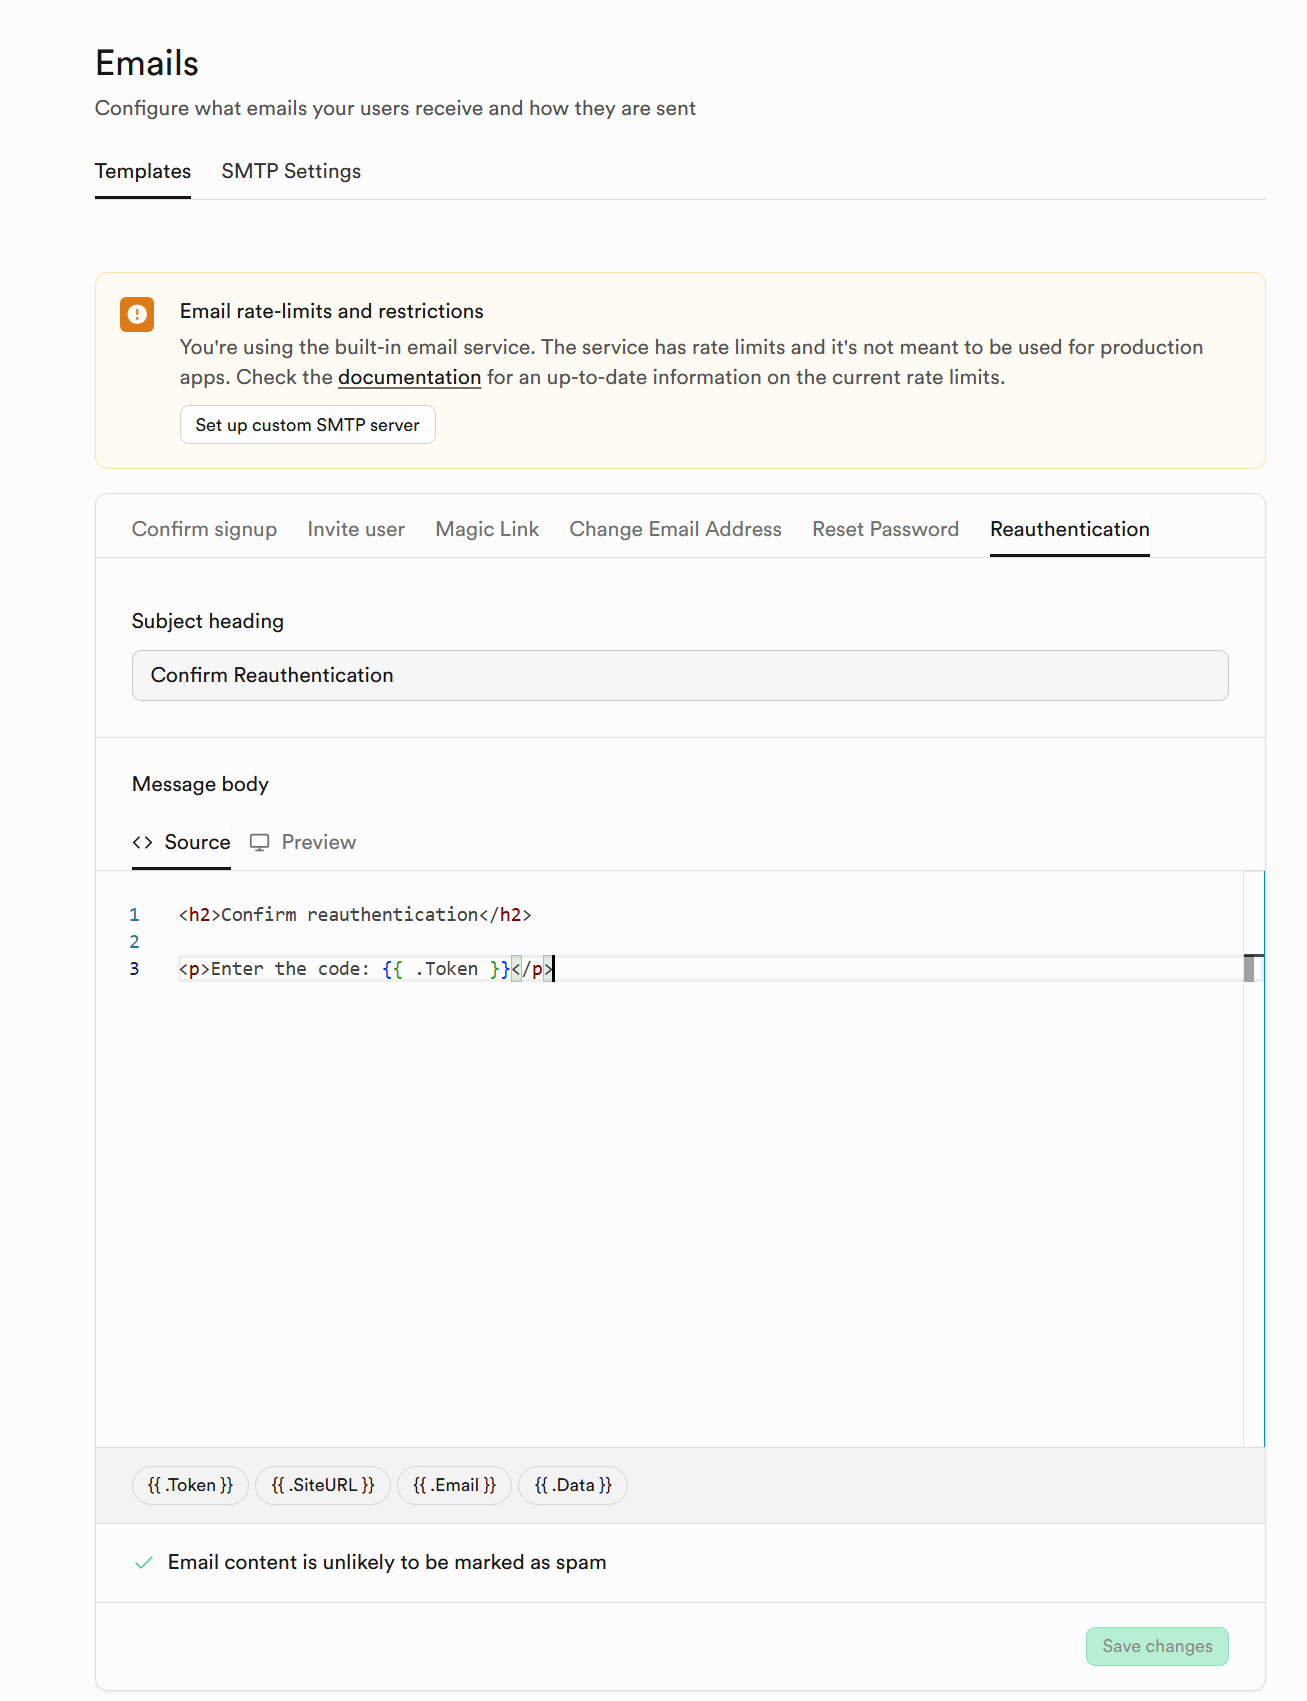 Emails
Configure what emails your users receive and how they are sent
Templates SMTP Settings
Email rate-limits and restrictions
You're using the built-in email service. The service has rate limits and it's not meant to be used for production
apps. Check the documentation for an up-to-date information on the current rate limits.
Set up custom SMTP server
Confirm signup Invite user Magic Link Change Email Address Reset Password Reauthentication
Subject heading
Confirm Reauthentication
Message body
<> Source Preview
1 <h2>Confirm reauthentication</h2>
2
3 <p>Enter the code: {{ .Token }}</p>
{{ .Token }} {{ .SiteURL }} {{ .Email }} {{ .Data }}
Email content is unlikely to be marked as spam
Save changes